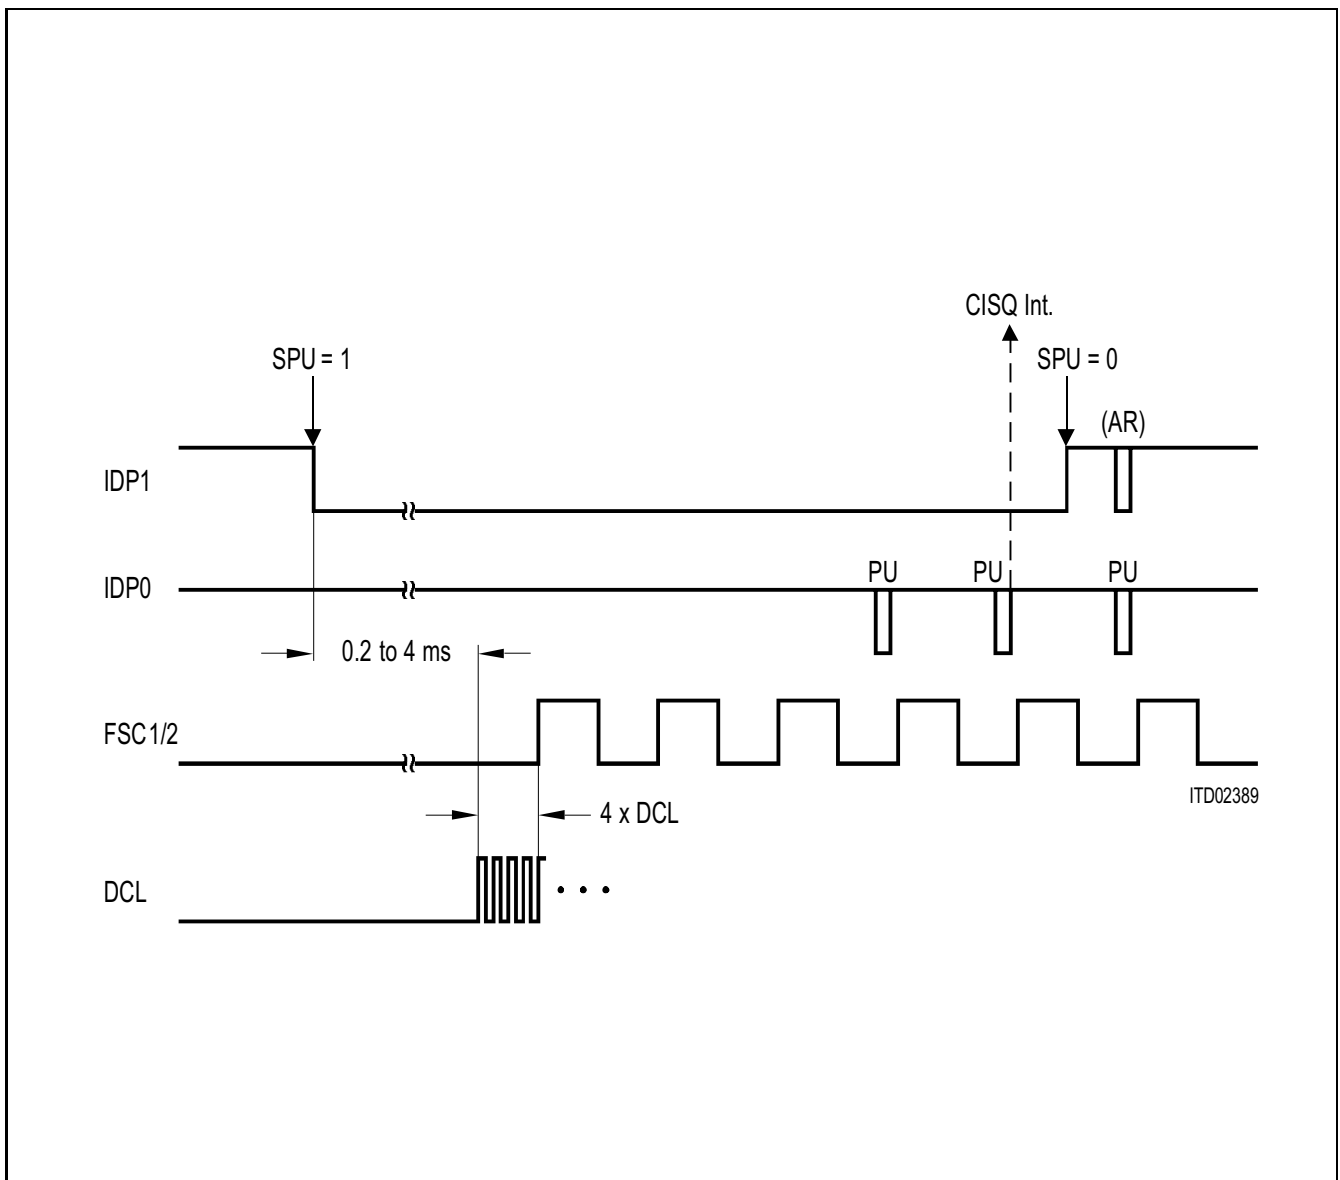 CISQ Int.
SPU = 1
SPU = 0
(AR)
IDP1
PU
PU
PU
IDP0
0.2 to 4 ms
FSC1/2
ITD02389
4 x DCL
DCL